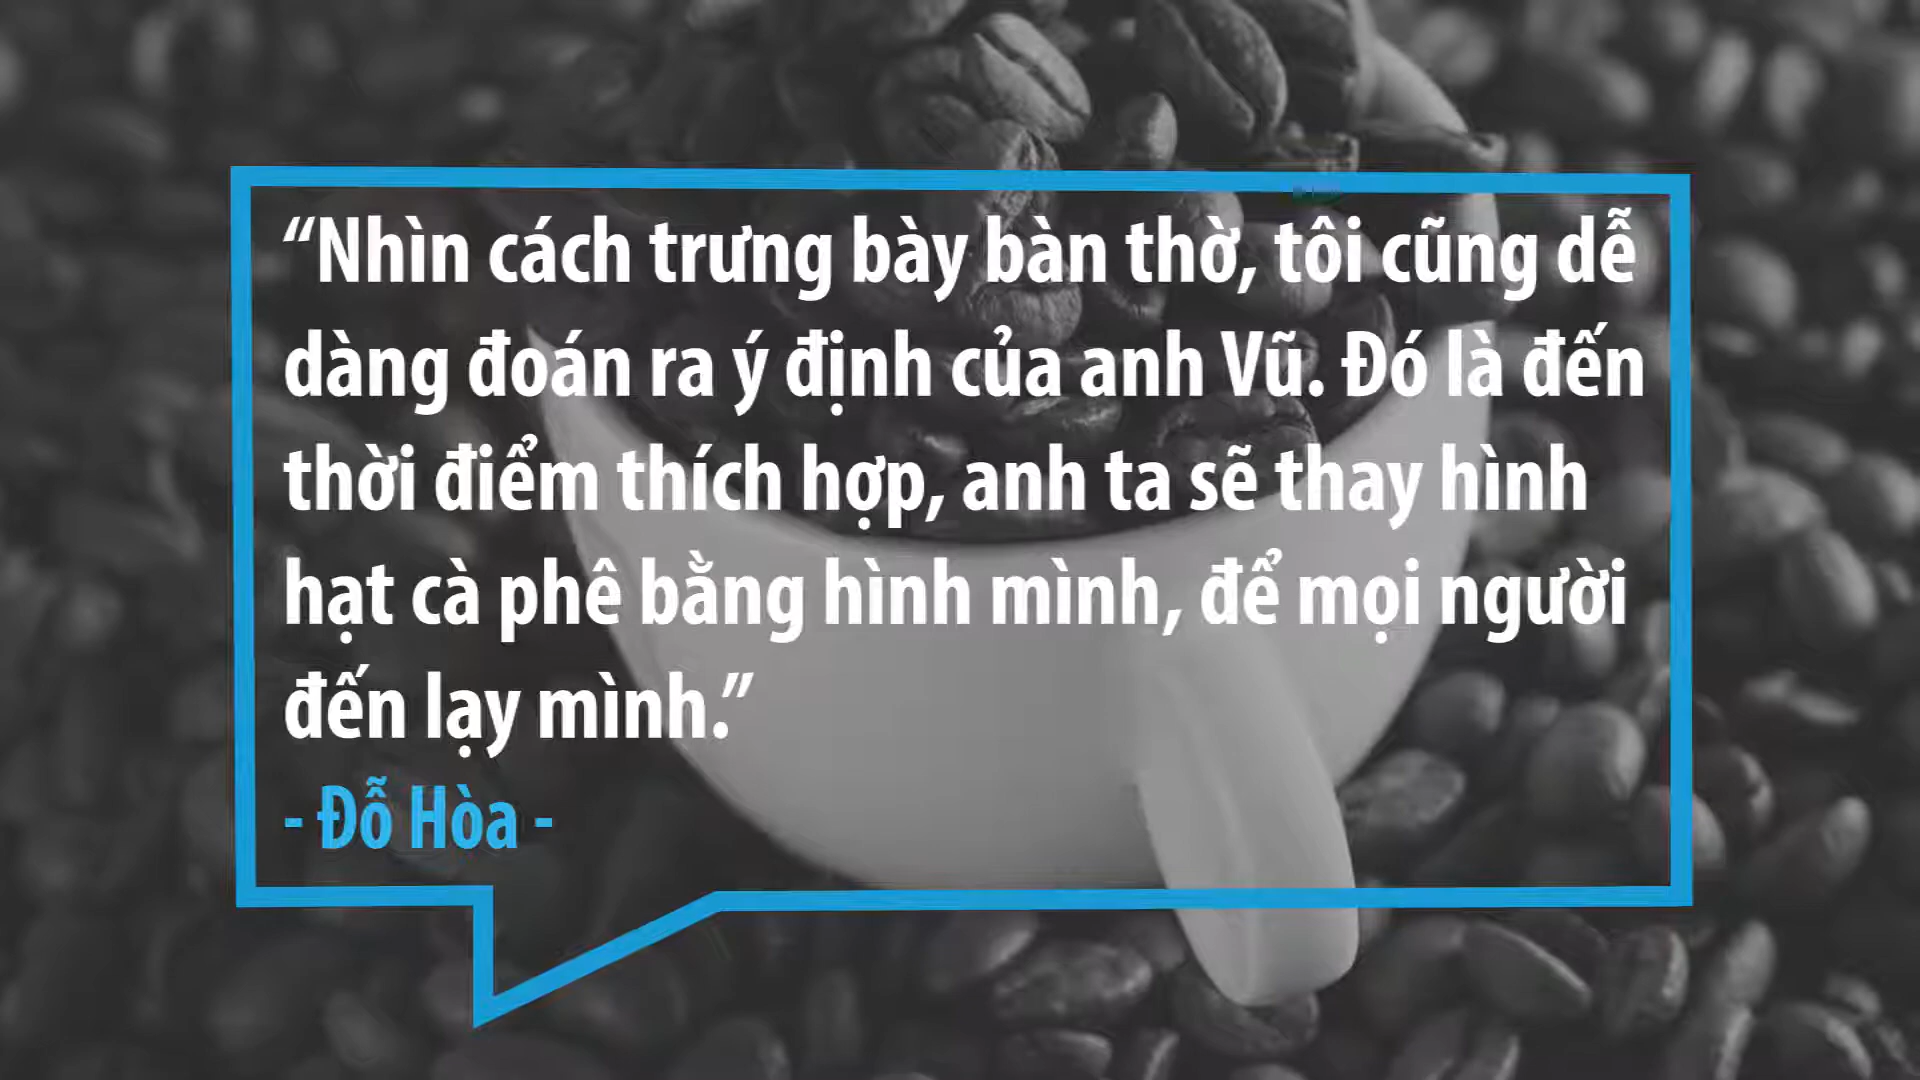 “Nhìn cách trưng bày bàn thờ, tôi cũng dễ
dàng đoán ra ý định của anh Vũ. Đó là đến
thời điểm thích hợp, anh ta sẽ thay hình
hạt cà phê bằng hình mình, để mọi người
đến lạy mình.”
- Đỗ Hòa -